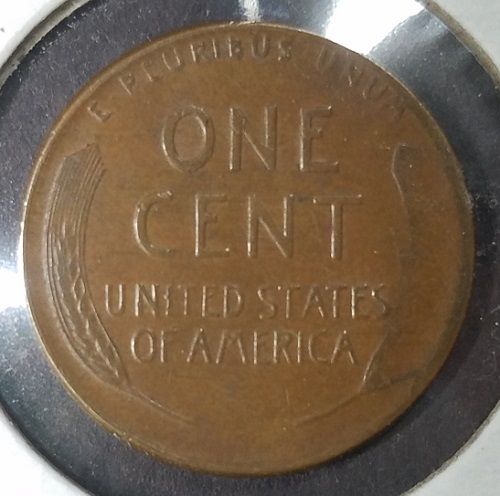 E PLURIBUS UNUM
ONE
CENT
UNITED STATES
OF AMERICA